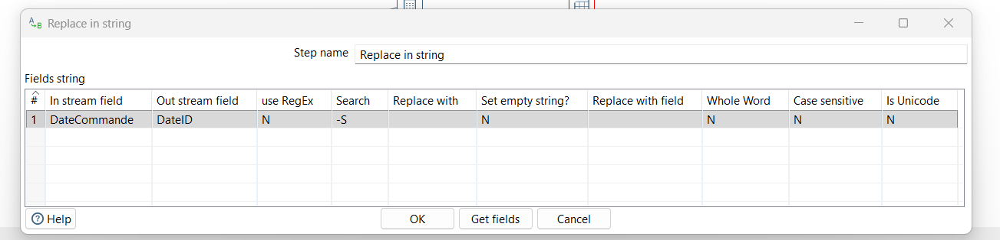 Replace in string
Step name Replace in string
Fields string
# In stream field Out stream field use RegEx Search Replace with Set empty string? Replace with field Whole Word Case sensitive Is Unicode
1 DateCommande DateID N -S N N N N
Help OK Get fields Cancel